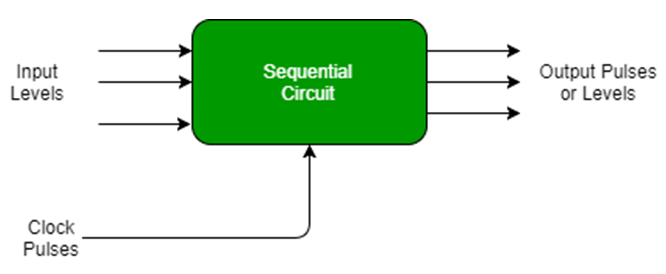 Input
Levels
Sequential
Circuit
Output Pulses
or Levels
Clock
Pulses